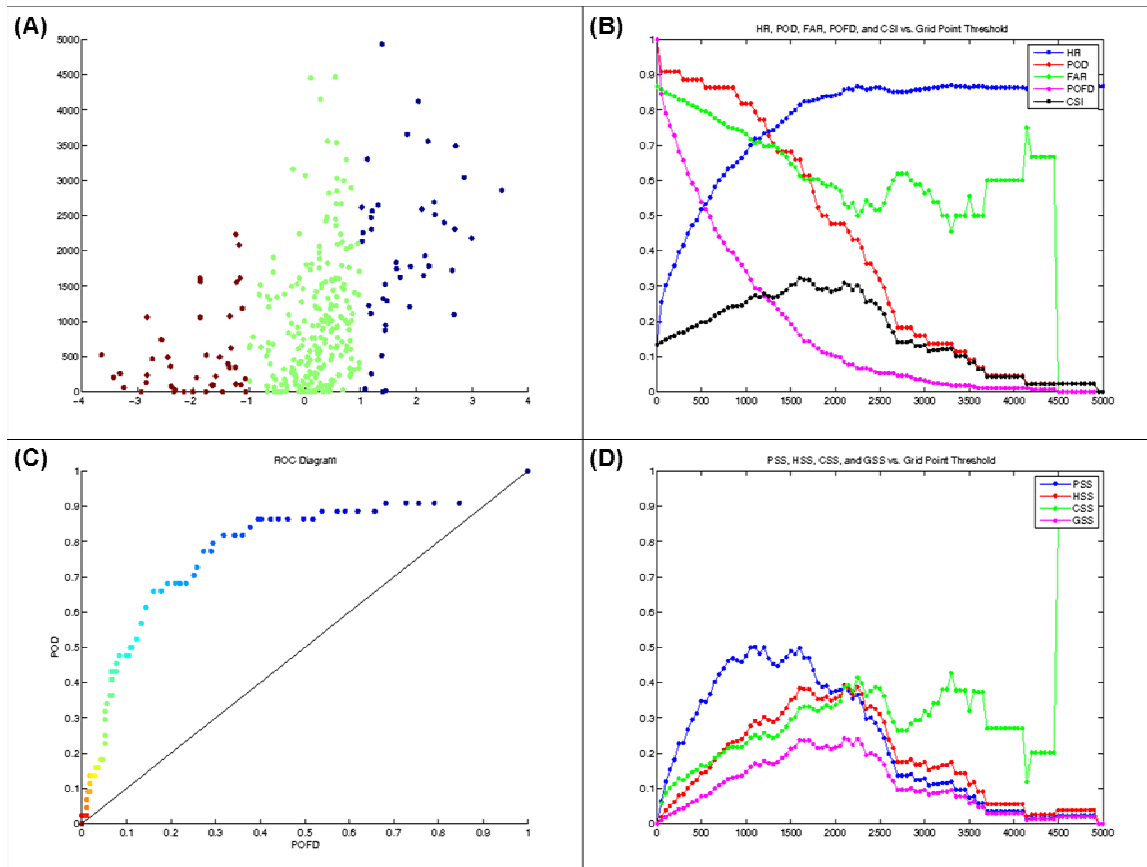 (A)
5000
4500
4000
3500
3000
2500
2000
1500
1000
500
0
−4 −3 −2 −1 0 1 2 3 4
(B)
HR, POD, FAR, POFD, and CSI vs. Grid Point Threshold
HR
POD
FAR
POFD
CSI
1
0.9
0.8
0.7
0.6
0.5
0.4
0.3
0.2
0.1
0
0 500 1000 1500 2000 2500 3000 3500 4000 4500 5000
(C)
ROC Diagram
POD
1
0.9
0.8
0.7
0.6
0.5
0.4
0.3
0.2
0.1
0
0 0.1 0.2 0.3 0.4 0.5 0.6 0.7 0.8 0.9 1
POFD
(D)
PSS, HSS, CSS, and GSS vs. Grid Point Threshold
PSS
HSS
CSS
GSS
1
0.9
0.8
0.7
0.6
0.5
0.4
0.3
0.2
0.1
0
0 500 1000 1500 2000 2500 3000 3500 4000 4500 5000